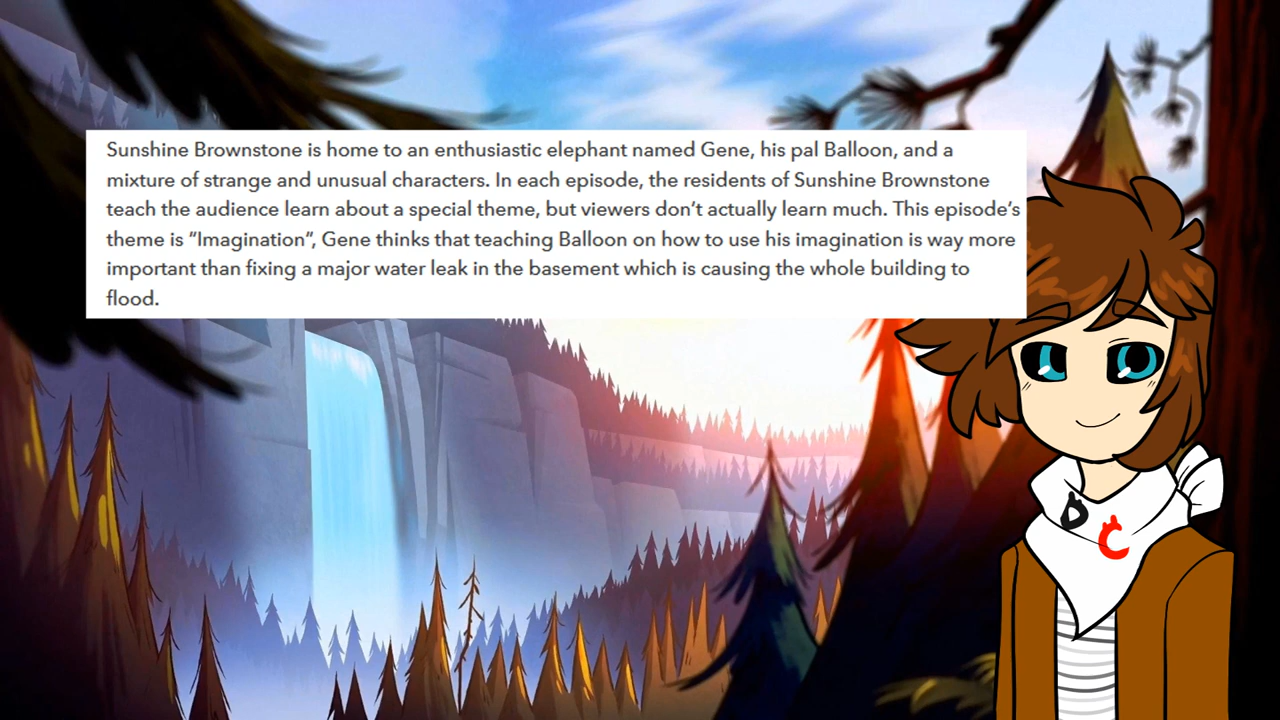 Sunshine Brownstone is home to an enthusiastic elephant named Gene, his pal Balloon, and a
mixture of strange and unusual characters. In each episode, the residents of Sunshine Brownstone
teach the audience learn about a special theme, but viewers don’t actually learn much. This episode’s
theme is “Imagination”, Gene thinks that teaching Balloon on how to use his imagination is way more
important than fixing a major water leak in the basement which is causing the whole building to
flood.
D
C